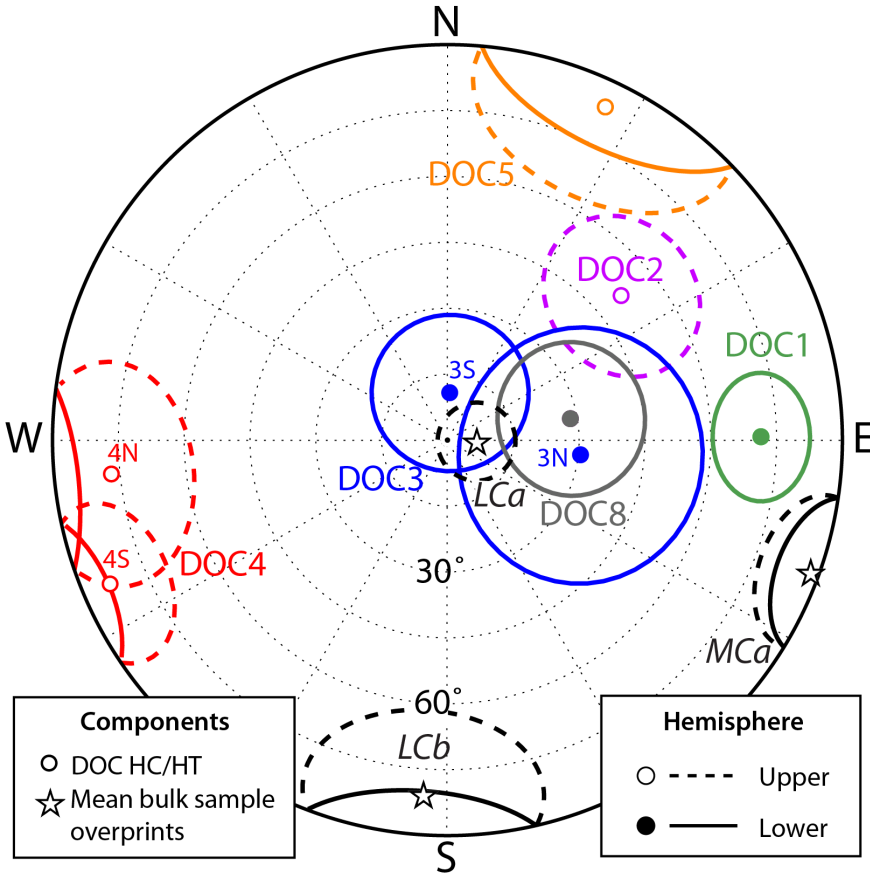 N
DOC5
DOC2
DOC1
3S
W
E
4N
3N
DOC3
LCa
DOC8
4S
DOC4
30°
MCa
60°
LCb
Components
DOC HC/HT
Mean bulk sample
overprints
Hemisphere
Upper
Lower
S